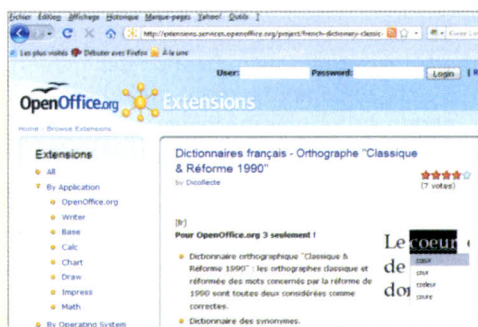 Fichier Édition Affichage Historique Marque-pages Yahoo! Outils ?
http://extensions.services.openoffice.org/project/french-dictionary-classic-
Les plus visités Débuter avec Firefox À la une
User: Password: Login
OpenOffice.org Extensions
Home Browse Extensions
Extensions
All
By Application
OpenOffice.org
Writer
Base
Calc
Chart
Draw
Impress
Math
By Operating System
Dictionnaires français - Orthographe "Classique
& Réforme 1990"
by Dicollecte
(7 votes)
[fr]
Pour OpenOffice.org 3 seulement !
Dictionnaire orthographique "Classique &
Réforme 1990" : les orthographes classique et
réformée des mots concernés par la réforme de
1990 sont toutes deux considérées comme
correctes.
Dictionnaire des synonymes.
Le coeur
de
do
cœur